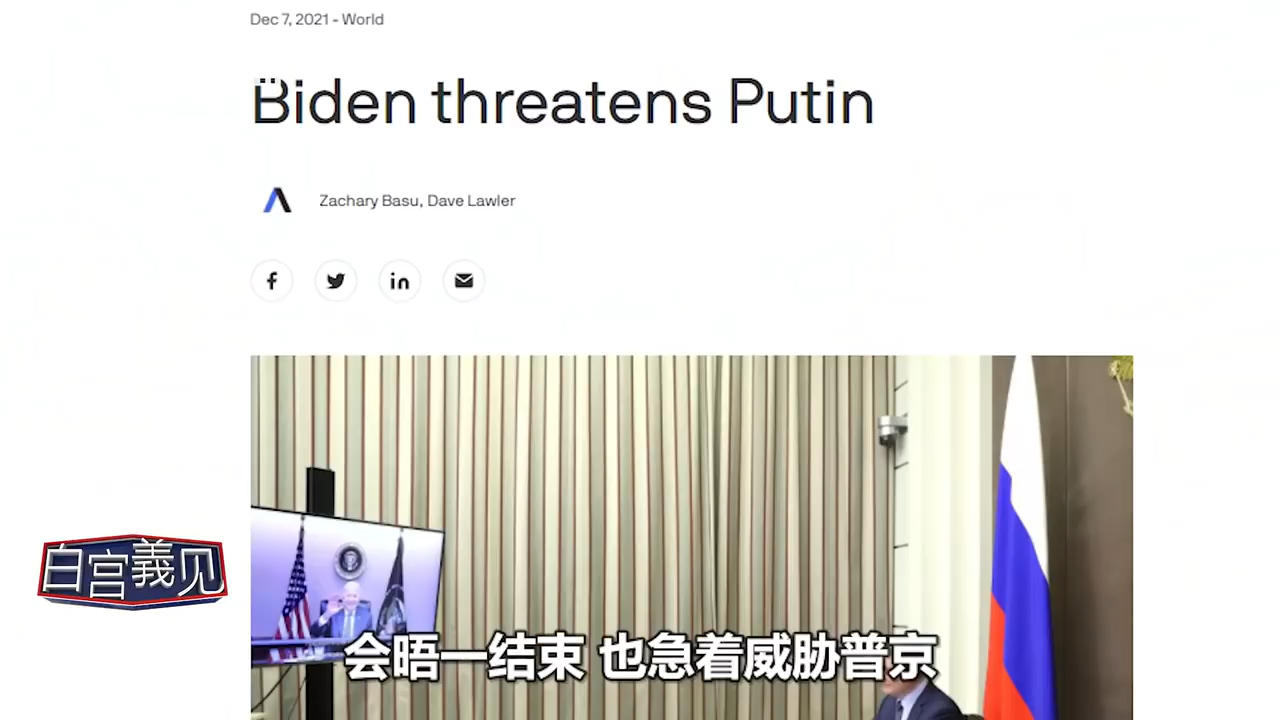 Dec 7, 2021 - World
Biden threatens Putin
Zachary Basu, Dave Lawler
白宫義见
会晤一结束 也急着威胁普京